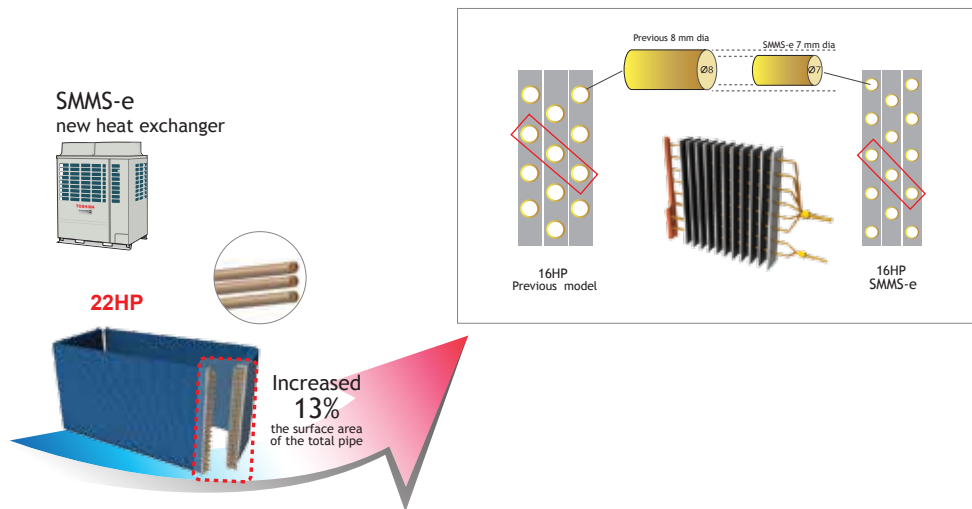 SMMS-e
new heat exchanger
TOSHIBA
22HP
Increased
13%
the surface area
of the total pipe
Previous 8 mm dia
SMMS-e 7 mm dia
Ø8
Ø7
16HP
Previous model
16HP
SMMS-e